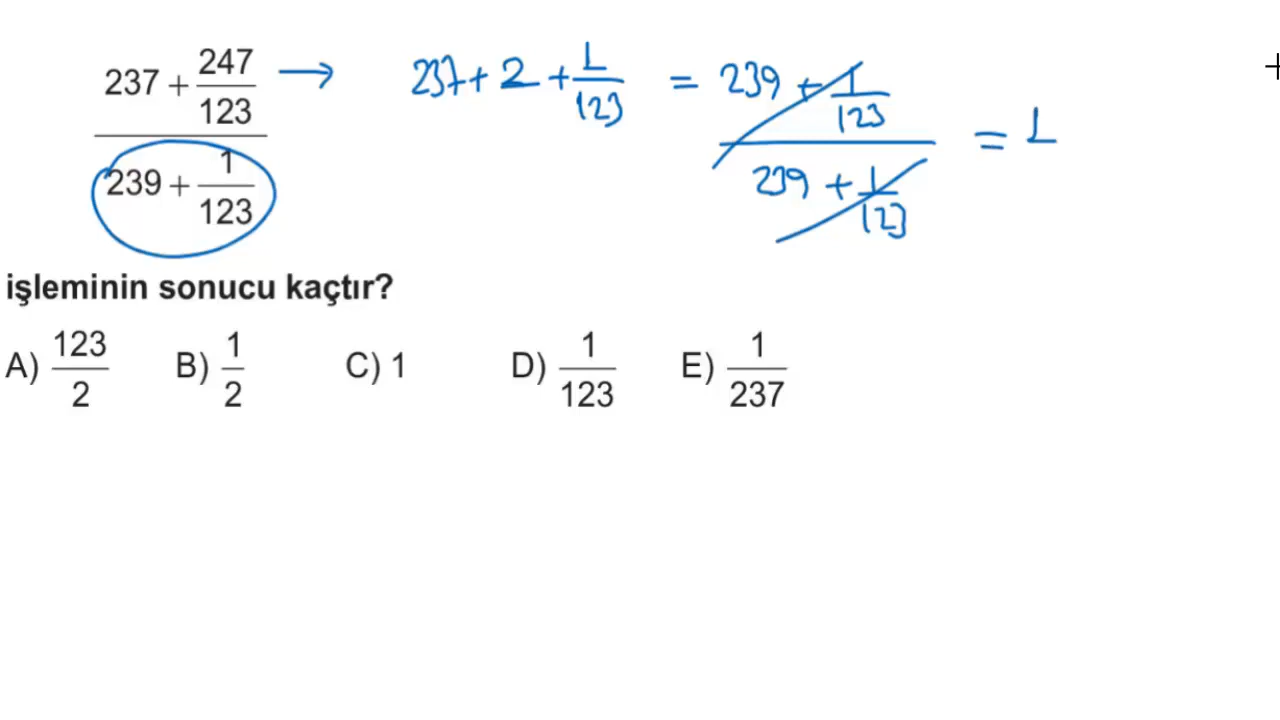 237 + 247/123 → 237 + 2 + 1/123 = 239 + 1/123
239 + 1/123 239 + 1/123 = 1
işleminin sonucu kaçtır?
A) 123/2 B) 1/2 C) 1 D) 1/123 E) 1/237